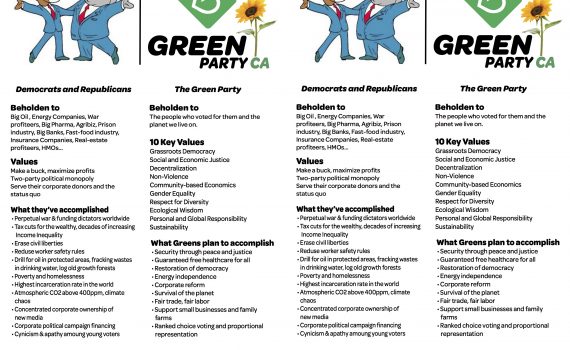 GREEN
PARTY CA
Democrats and Republicans
Beholden to
Big Oil, Energy Companies, War
profiteers, Big Pharma, Agribiz, Prison
industry, Big Banks, Fast-food industry,
Insurance Companies, Real-estate
profiteers, HMOs...
Values
Make a buck, maximize profits
Two-party political monopoly
Serve their corporate donors and the
status quo
What they've accomplished
• Perpetual war & funding dictators worldwide
• Tax cuts for the wealthy, decades of increasing
Income Inequality
• Erase civil liberties
• Reduce worker safety rules
• Drill for oil in protected areas, fracking wastes
in drinking water, log old growth forests
• Poverty and homelessness
• Highest incarceration rate in the world
• Atmospheric CO2 above 400ppm, climate
chaos
• Concentrated corporate ownership of
new media
• Corporate political campaign financing
• Cynicism & apathy among young voters
The Green Party
Beholden to
The people who voted for them and the
planet we live on.
10 Key Values
Grassroots Democracy
Social and Economic Justice
Decentralization
Non-Violence
Community-based Economics
Gender Equality
Respect for Diversity
Ecological Wisdom
Personal and Global Responsibility
Sustainability
What Greens plan to accomplish
• Security through peace and justice
• Guaranteed free healthcare for all
• Restoration of democracy
• Energy independence
• Corporate reform
• Survival of the planet
• Fair trade, fair labor
• Support small businesses and family
farms
• Ranked choice voting and proportional
representation
GREEN
PARTY CA
Democrats and Republicans
Beholden to
Big Oil, Energy Companies, War
profiteers, Big Pharma, Agribiz, Prison
industry, Big Banks, Fast-food industry,
Insurance Companies, Real-estate
profiteers, HMOs...
Values
Make a buck, maximize profits
Two-party political monopoly
Serve their corporate donors and the
status quo
What they've accomplished
• Perpetual war & funding dictators worldwide
• Tax cuts for the wealthy, decades of increasing
Income Inequality
• Erase civil liberties
• Reduce worker safety rules
• Drill for oil in protected areas, fracking wastes
in drinking water, log old growth forests
• Poverty and homelessness
• Highest incarceration rate in the world
• Atmospheric CO2 above 400ppm, climate
chaos
• Concentrated corporate ownership of
new media
• Corporate political campaign financing
• Cynicism & apathy among young voters
The Green Party
Beholden to
The people who voted for them and the
planet we live on.
10 Key Values
Grassroots Democracy
Social and Economic Justice
Decentralization
Non-Violence
Community-based Economics
Gender Equality
Respect for Diversity
Ecological Wisdom
Personal and Global Responsibility
Sustainability
What Greens plan to accomplish
• Security through peace and justice
• Guaranteed free healthcare for all
• Restoration of democracy
• Energy independence
• Corporate reform
• Survival of the planet
• Fair trade, fair labor
• Support small businesses and family
farms
• Ranked choice voting and proportional
representation